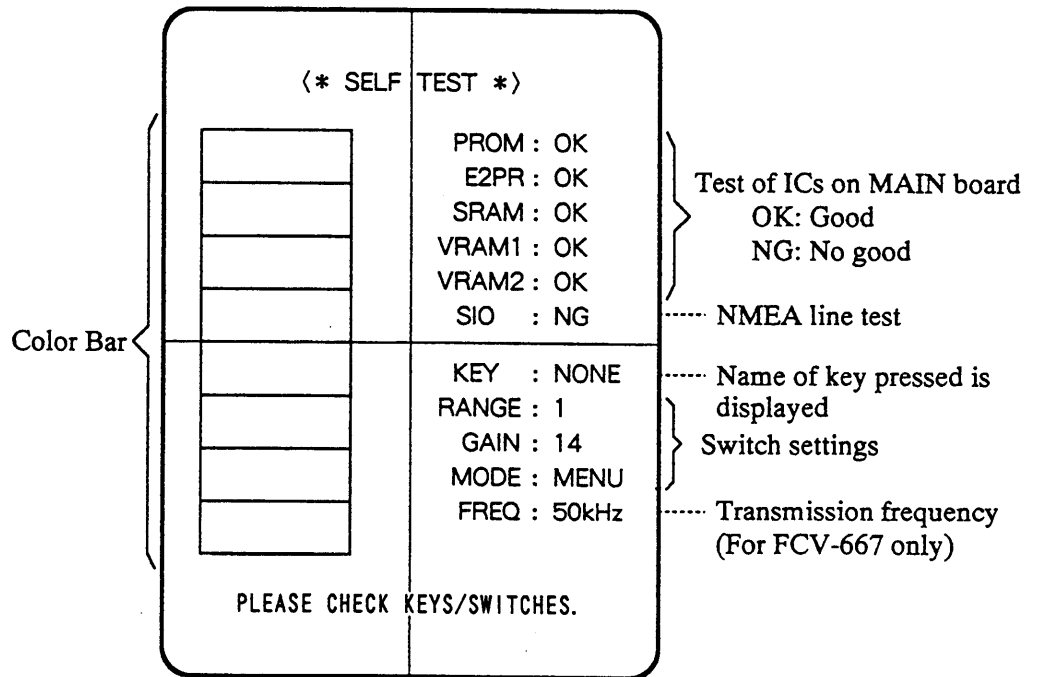 〈* SELF TEST *〉
PROM : OK
E2PR : OK
SRAM : OK
VRAM1 : OK
VRAM2 : OK
SIO : NG
KEY : NONE
RANGE : 1
GAIN : 14
MODE : MENU
FREQ : 50kHz
PLEASE CHECK KEYS/SWITCHES.
Color Bar
Test of ICs on MAIN board
OK: Good
NG: No good
NMEA line test
Name of key pressed is
displayed
Switch settings
Transmission frequency
(For FCV-667 only)